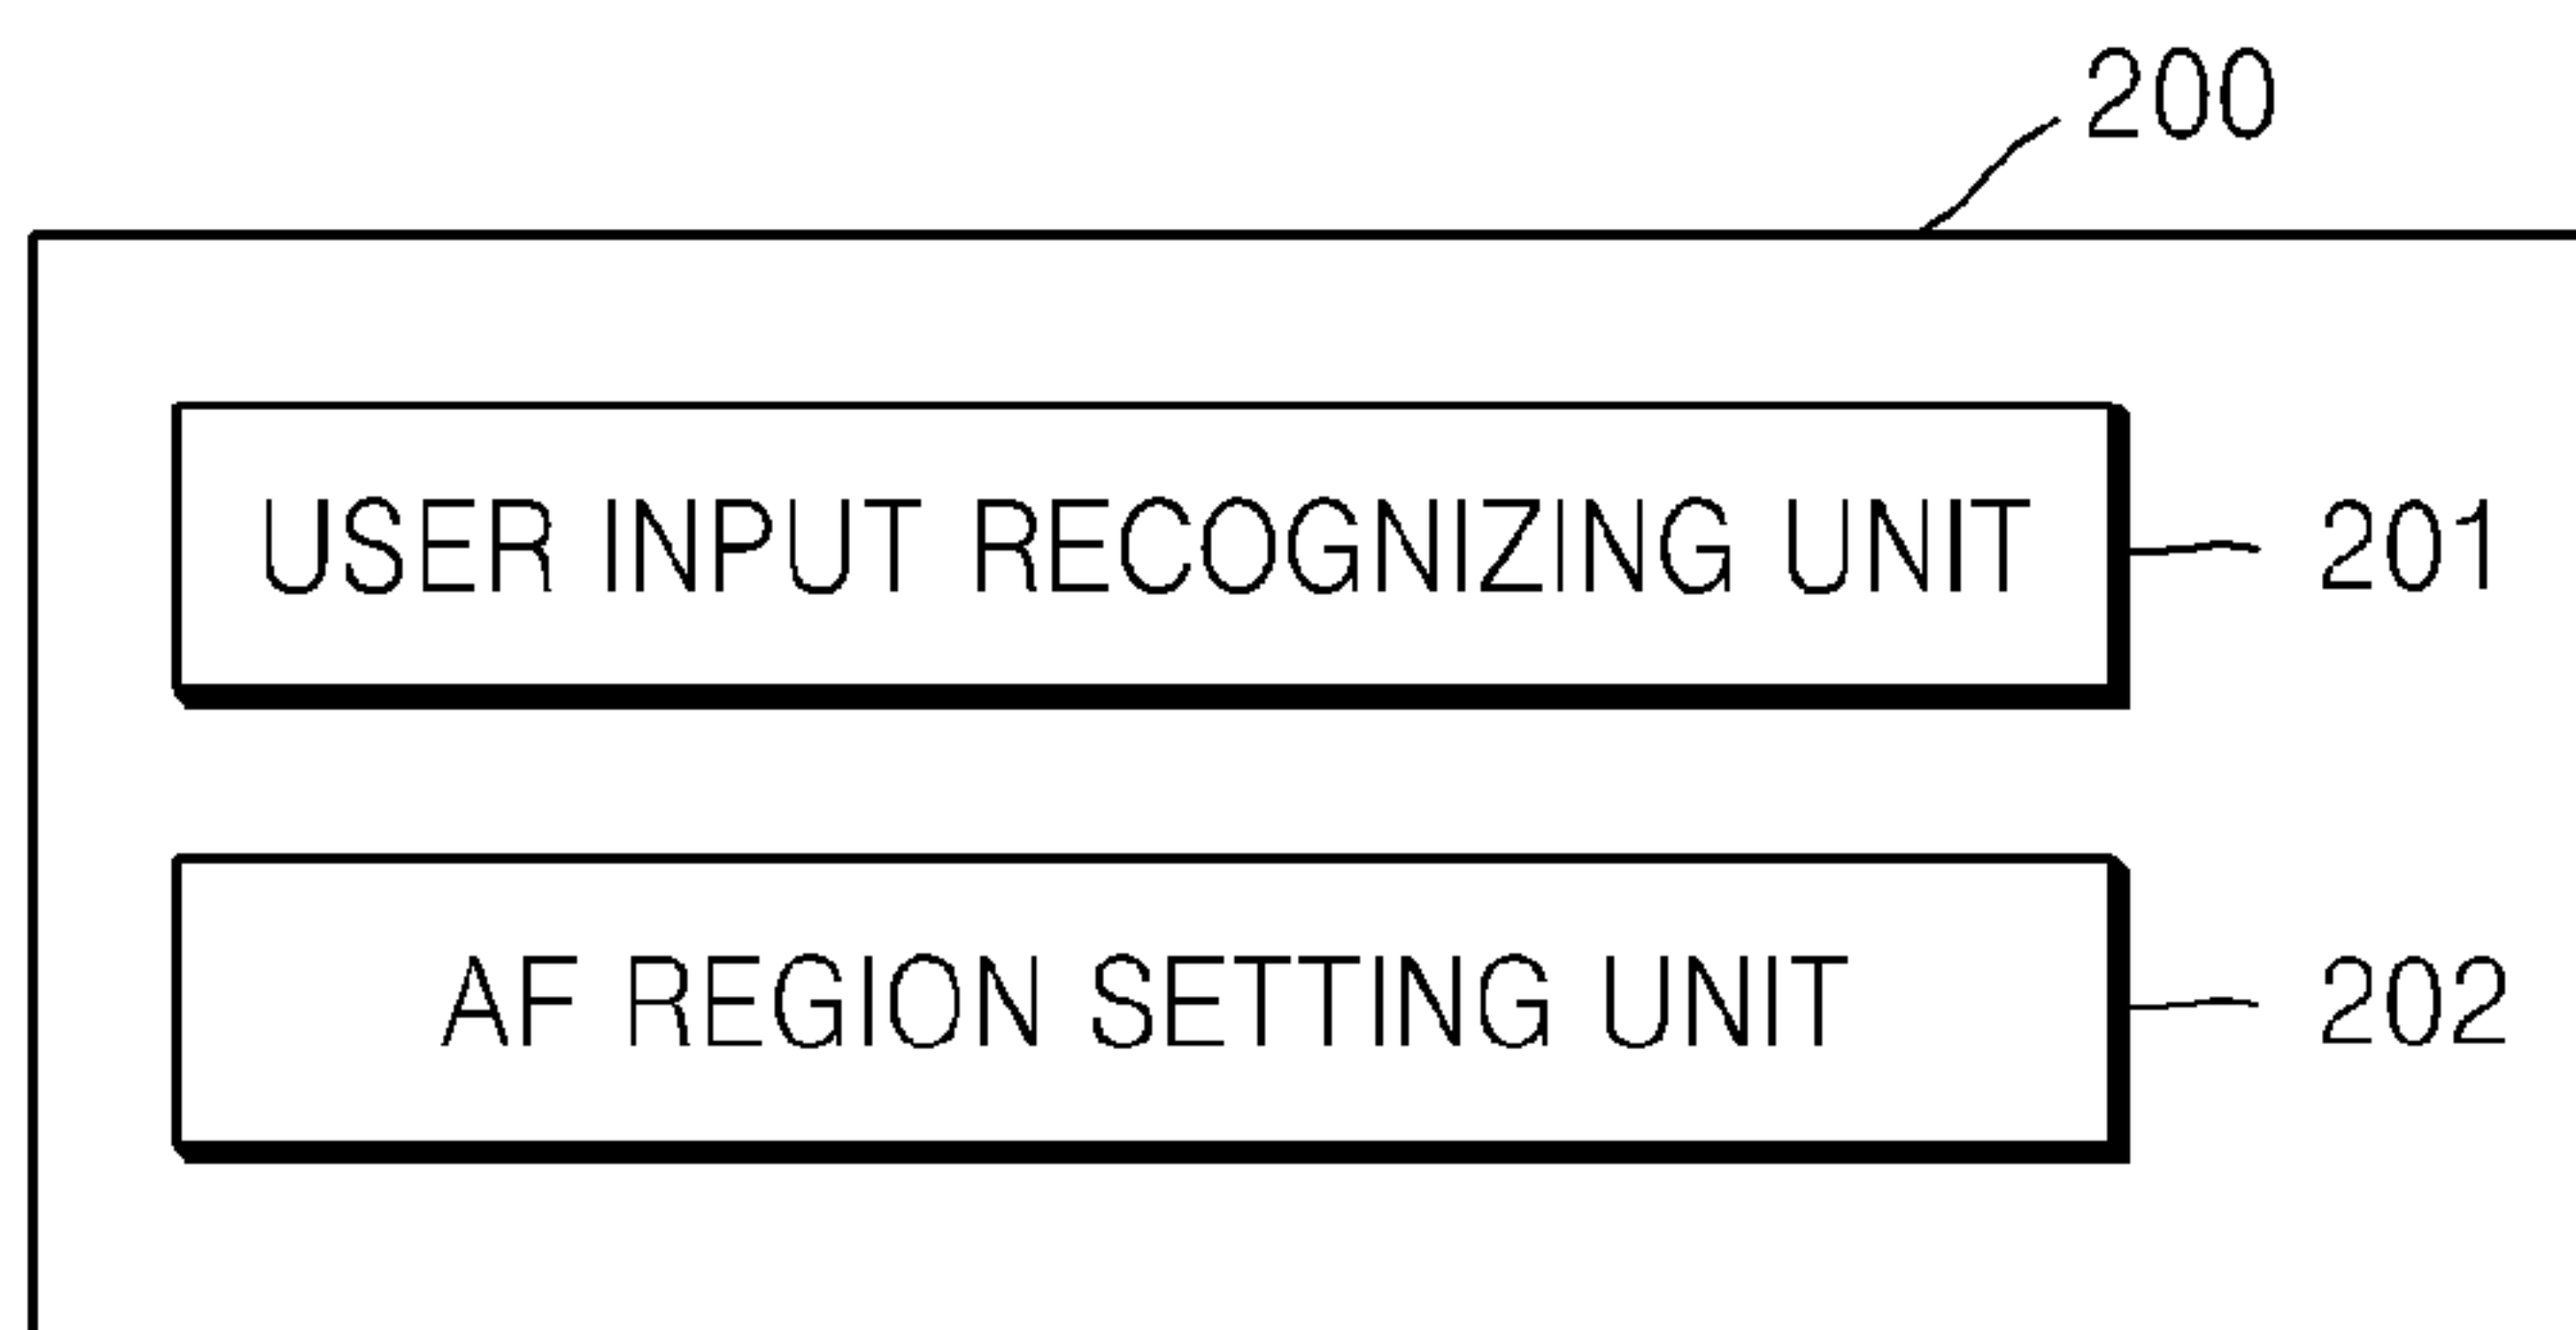 200
USER INPUT RECOGNIZING UNIT 201
AF REGION SETTING UNIT 202